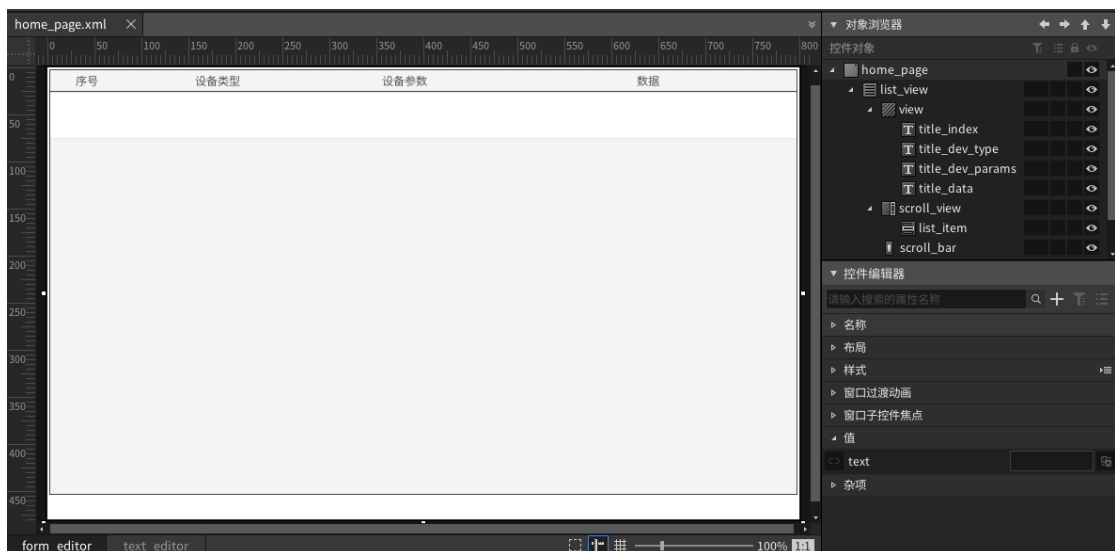 home_page.xml
0 50 100 150 200 250 300 350 400 450 500 550 600 650 700 750 800
序号 设备类型 设备参数 数据
0
50
100
150
200
250
300
350
400
450
form_editor text_editor
100% 1:1
对象浏览器
控件对象
home_page
list_view
view
T title_index
T title_dev_type
T title_dev_params
T title_data
scroll_view
list_item
scroll_bar
控件编辑器
请输入搜索的属性名称
名称
布局
样式
窗口过渡动画
窗口子控件焦点
值
text
杂项